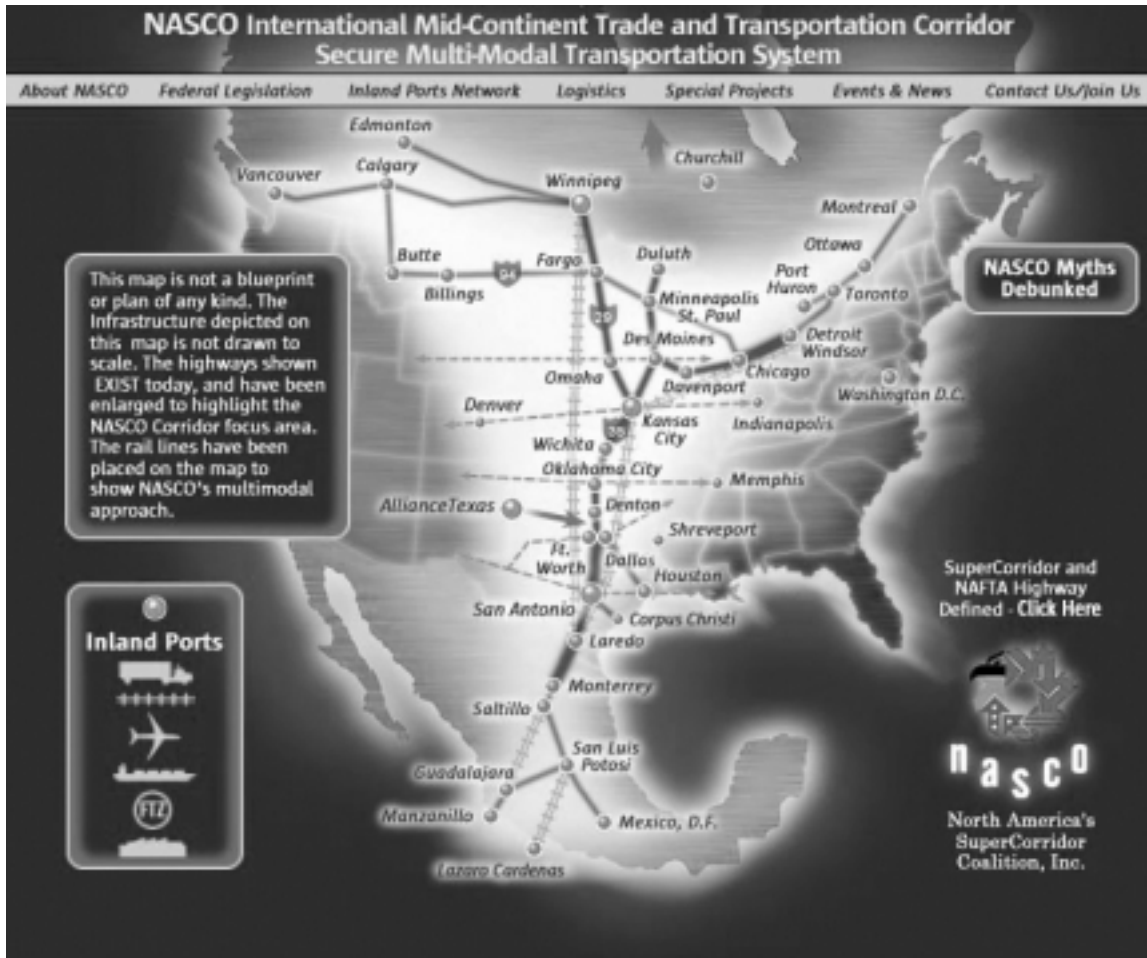 NASCO International Mid-Continent Trade and Transportation Corridor
Secure Multi-Modal Transportation System
About NASCO Federal Legislation Inland Ports Network Logistics Special Projects Events & News Contact Us/Join Us
Edmonton
Churchill
Vancouver
Calgary
Winnipeg
Montreal
Ottawa
Butte
Billings
94
Fargo
Duluth
Port
Huron
Toronto
Minneapolis
St. Paul
29
Des Moines
Detroit
Windsor
Omaha
Davenport
Chicago
Washington D.C.
Denver
Kansas
City
Indianapolis
35
Wichita
Oklahoma City
Memphis
AllianceTexas
Denton
Shreveport
Ft.
Worth
Dallas
Houston
San Antonio
Corpus Christi
Laredo
Monterrey
Saltillo
San Luis
Potosi
Guadalajara
Manzanillo
Mexico, D.F.
Lazaro Cardenas
This map is not a blueprint
or plan of any kind. The
Infrastructure depicted on
this map is not drawn to
scale. The highways shown
EXIST today, and have been
enlarged to highlight the
NASCO Corridor focus area.
The rail lines have been
placed on the map to
show NASCO's multimodal
approach.
Inland Ports
FTZ
NASCO Myths
Debunked
SuperCorridor and
NAFTA Highway
Defined - Click Here
nasco
North America's
SuperCorridor
Coalition, Inc.